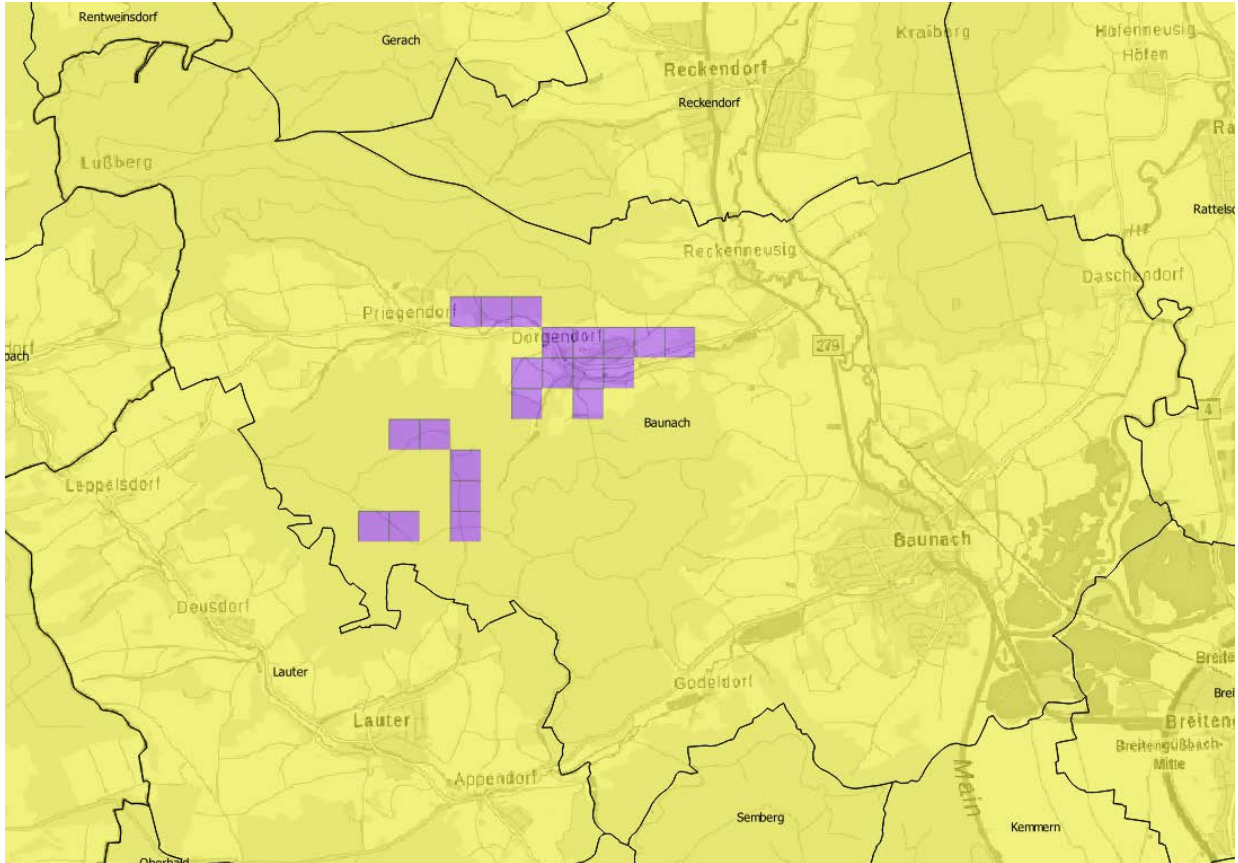 Rentweinsdorf
Gerach
Kraiberg
Höfenneusig
Höfen
Reckendorf
Reckendorf
Lußberg
Rattelsd
Reckenneusig
Daschendorf
Priegendorf
Dorgendorf
279
bach
Baunach
4
Leppelsdorf
Baunach
Deusdorf
Lauter
Godeldorf
Lauter
Appendorf
Breiteng
Breitengüßbach-
Mitte
Main
Semberg
Kemmern
Oberhaid